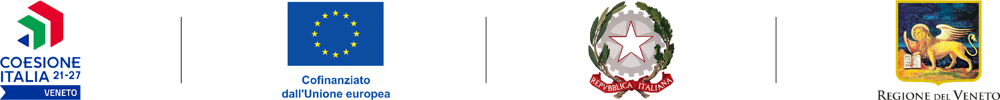 COESIONE
ITALIA 21-27
VENETO
Cofinanziato
dall'Unione europea
REPVBBLICA ITALIANA
REGIONE DEL VENETO